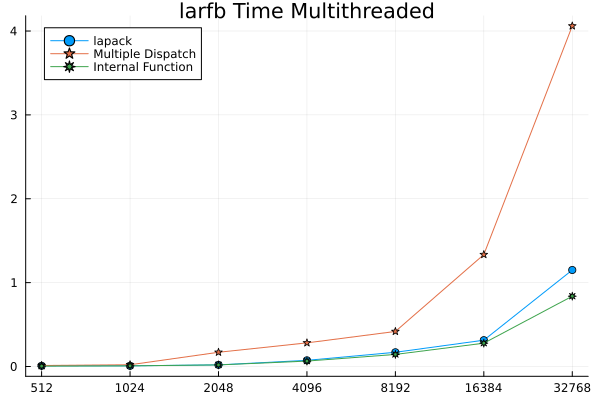 larfb Time Multithreaded
lapack
Multiple Dispatch
Internal Function
4
3
2
1
0
512 1024 2048 4096 8192 16384 32768